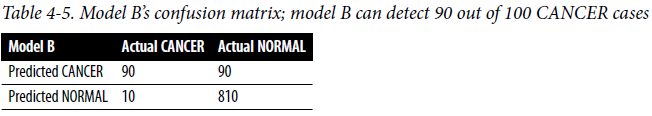 Table 4-5. Model B’s confusion matrix; model B can detect 90 out of 100 CANCER cases
Model B Actual CANCER Actual NORMAL
Predicted CANCER 90 90
Predicted NORMAL 10 810